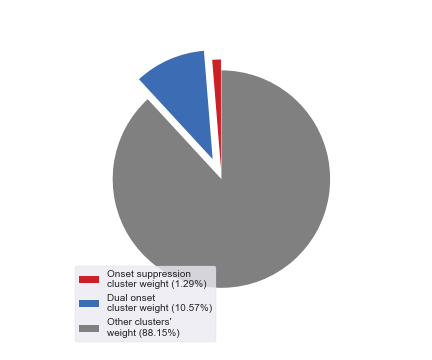 Onset suppression
cluster weight (1.29%)
Dual onset
cluster weight (10.57%)
Other clusters'
weight (88.15%)